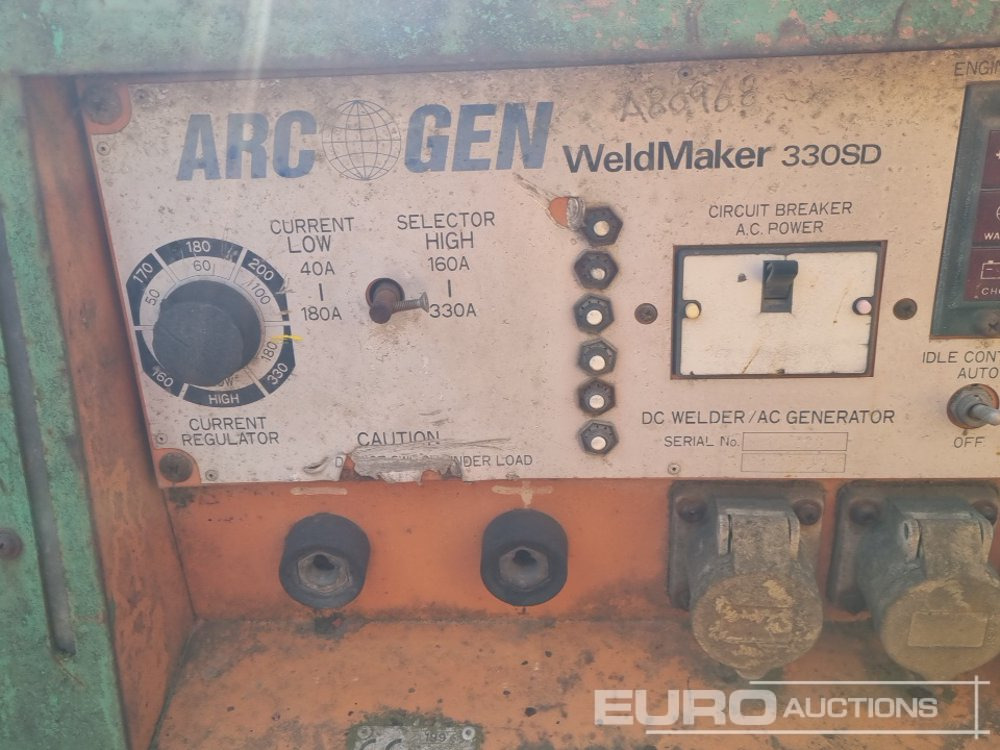 ARC GEN
WeldMaker 330SD
A80968
CURRENT SELECTOR
LOW HIGH
40A 160A
180A 330A
160 170 180 200 330
50 60 100 180
LOW
HIGH
CURRENT
REGULATOR
CAUTION
UNDER LOAD
CIRCUIT BREAKER
A.C. POWER
DC WELDER/AC GENERATOR
SERIAL No.
IDLE
AUTO
OFF
EURO AUCTIONS